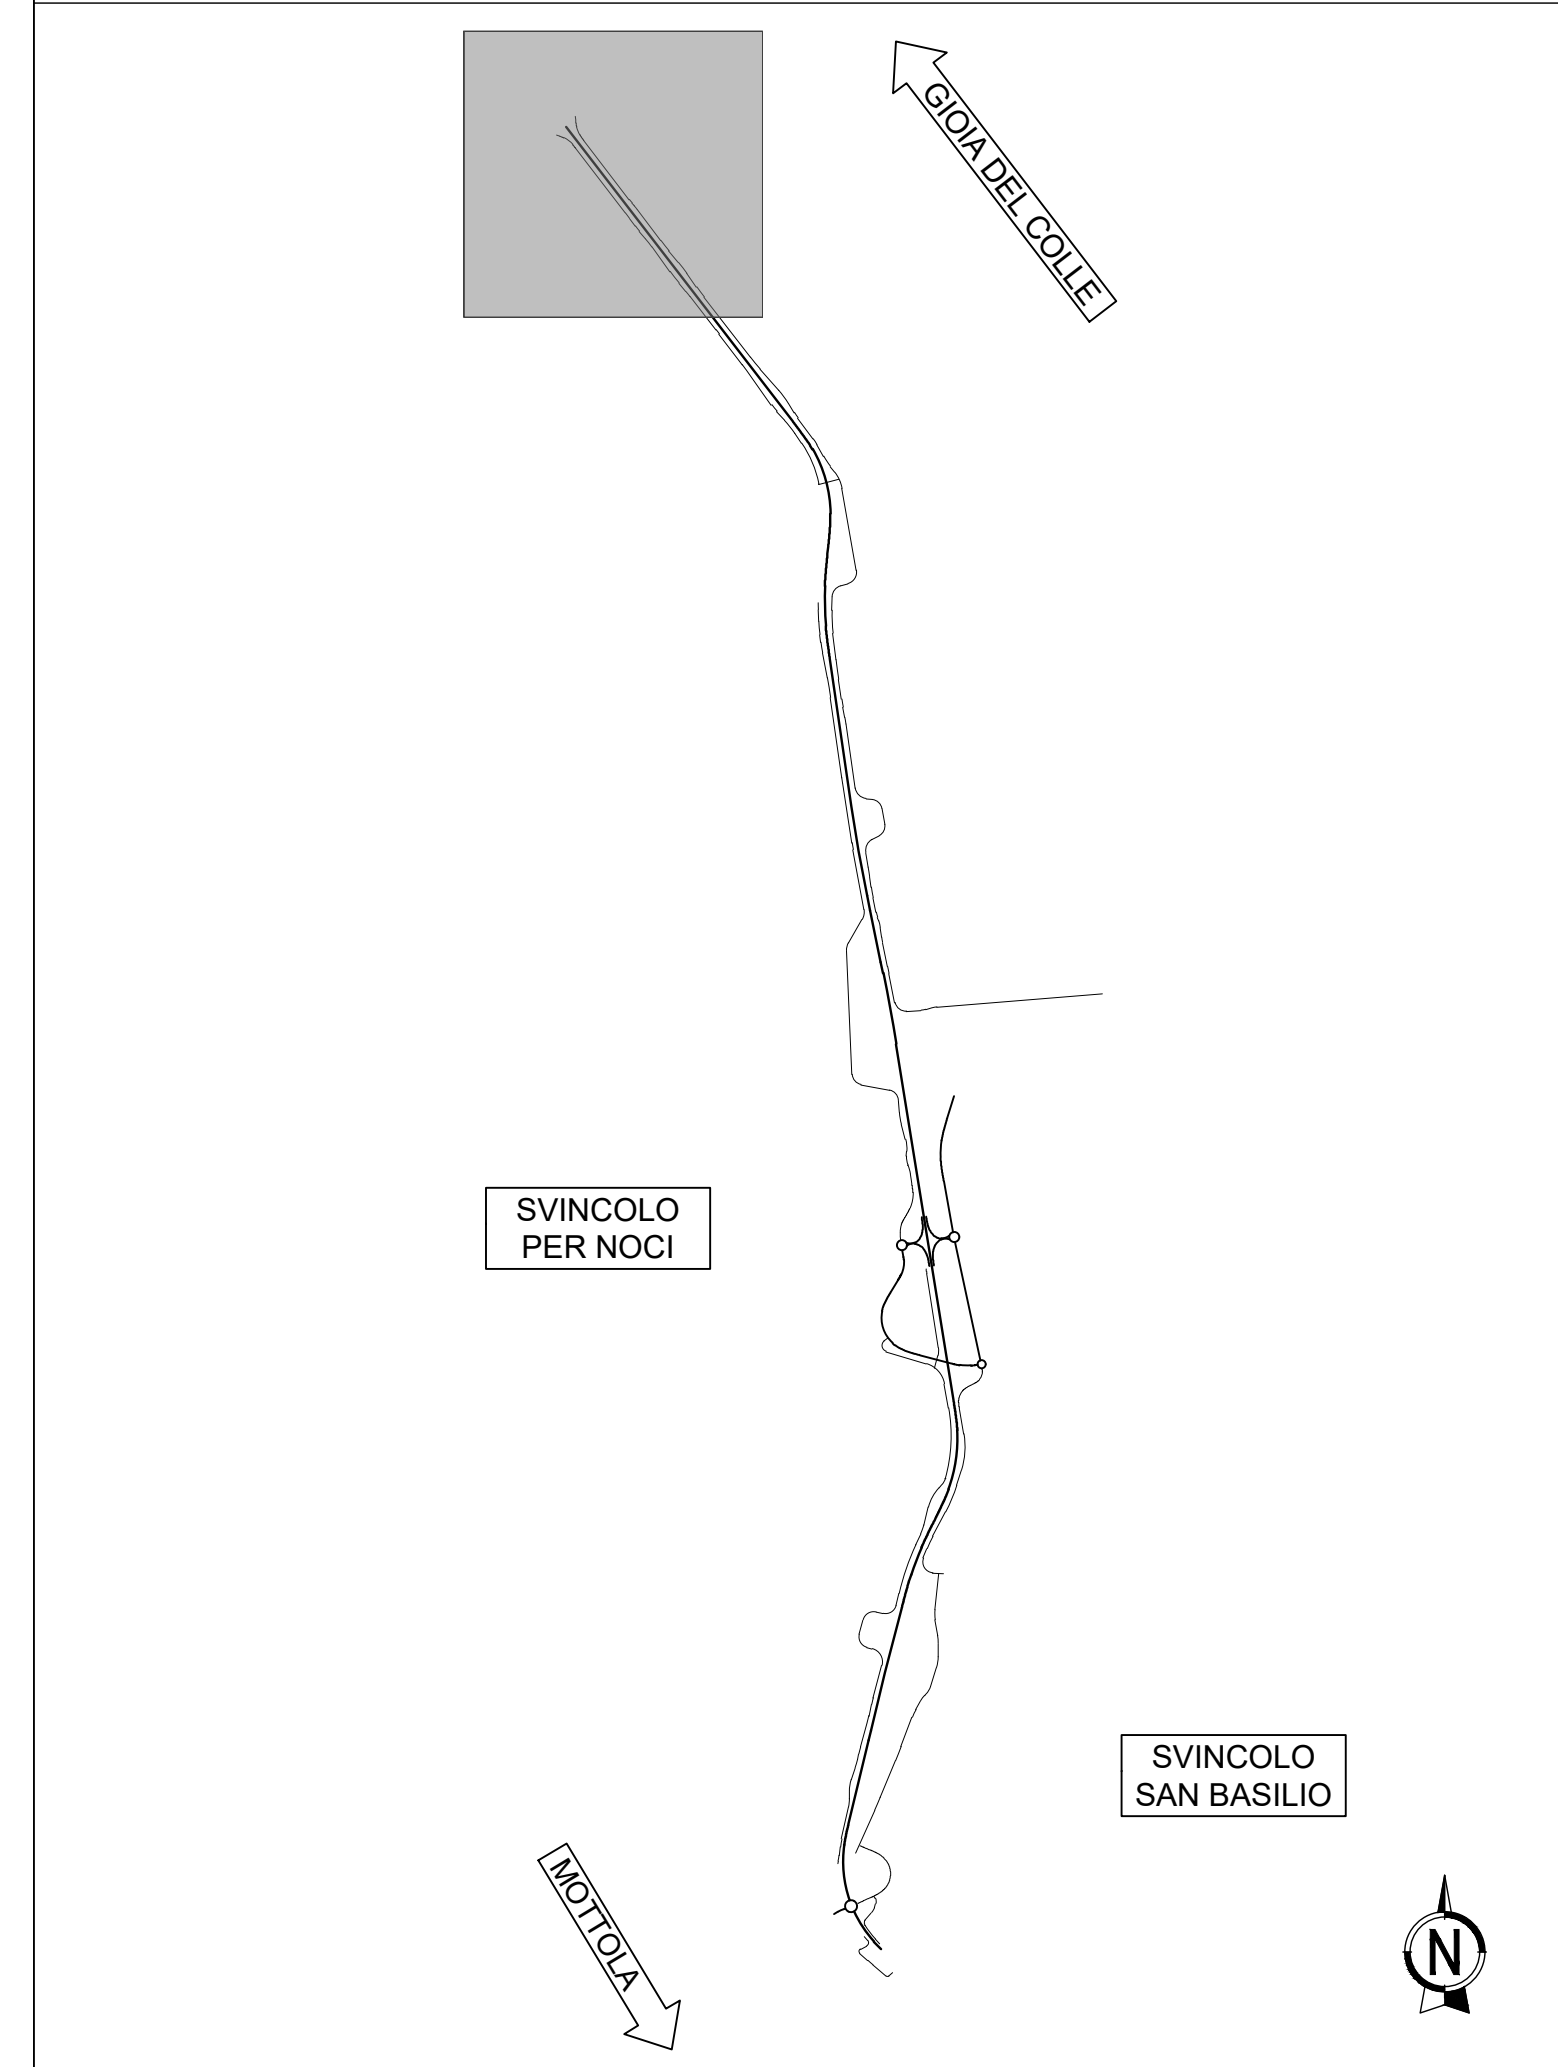 GIOIA DEL COLLE
SVINCOLO
PER NOCI
SVINCOLO
SAN BASILIO
MOTTOLA
N